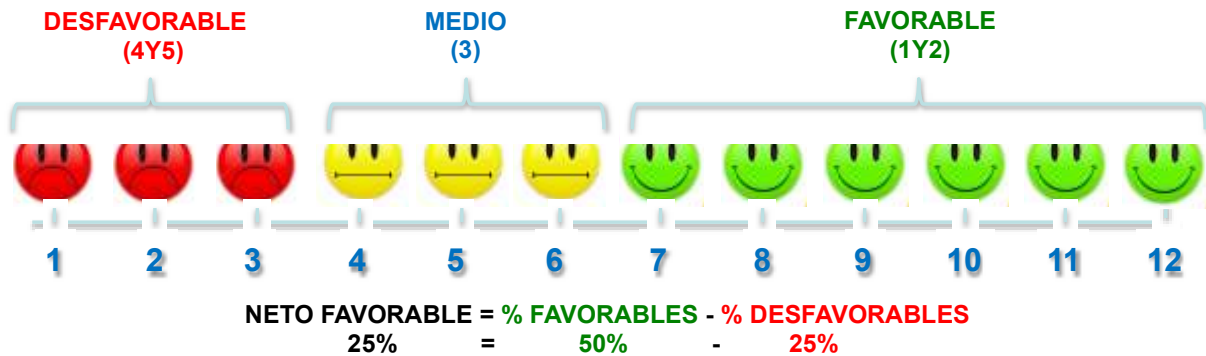 DESFAVORABLE
(4Y5)
MEDIO
(3)
FAVORABLE
(1Y2)
1 2 3 4 5 6 7 8 9 10 11 12
NETO FAVORABLE = % FAVORABLES - % DESFAVORABLES
25% = 50% - 25%